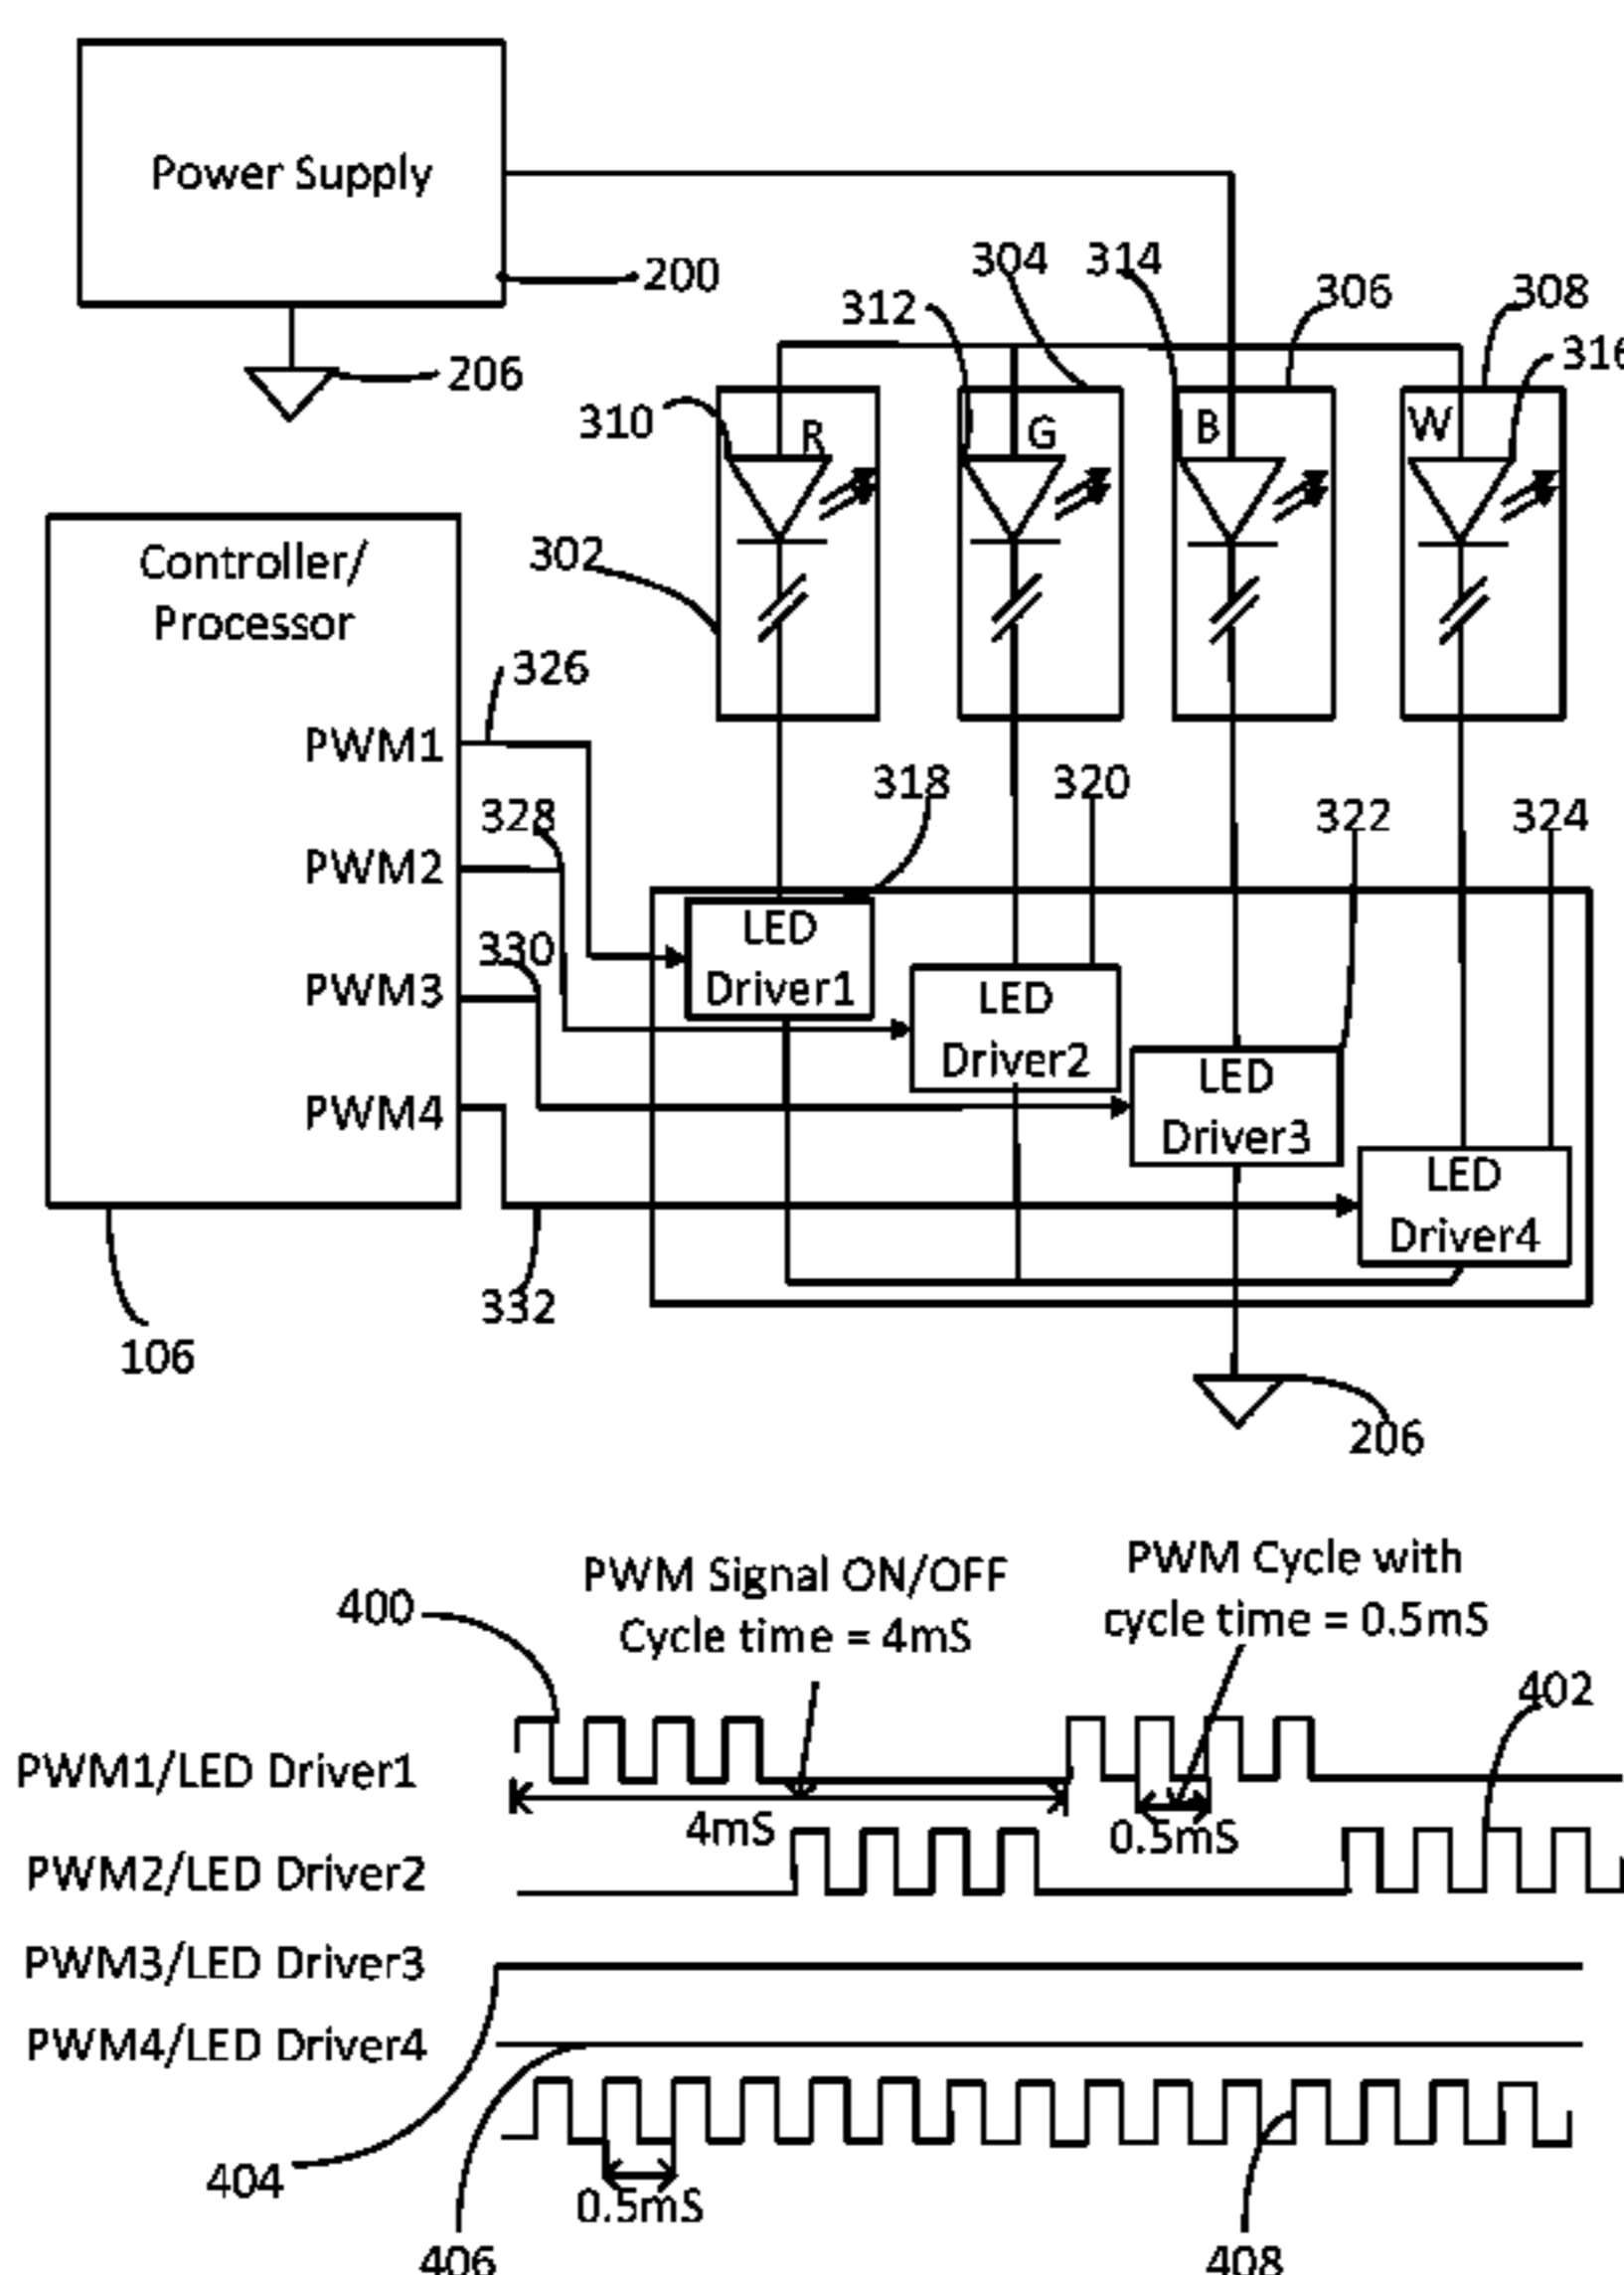 Power Supply
200
206
304
314
306
308
312
316
310
R
G
B
W
302
Controller/
Processor
326
PWM1
318
320
328
322
324
PWM2
LED
Driver1
330
PWM3
LED
Driver2
LED
Driver3
PWM4
LED
Driver4
332
106
206
PWM Signal ON/OFF
Cycle time = 4mS
PWM Cycle with
cycle time = 0.5mS
400
402
PWM1/LED Driver1
4mS
0.5mS
PWM2/LED Driver2
PWM3/LED Driver3
PWM4/LED Driver4
404
0.5mS
406
408